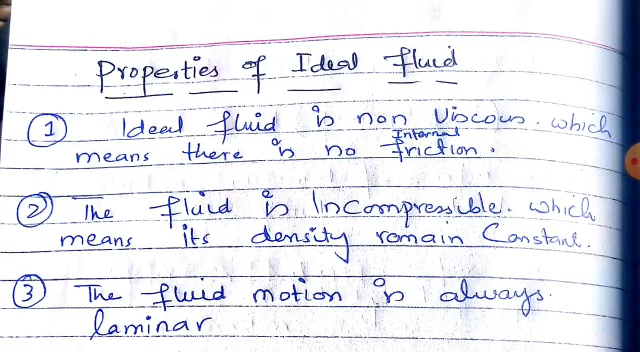 Properties of Ideal fluid
① Ideal fluid is non Viscous. which
means there is no Internal friction.
② The fluid is Incompressible. which
means its density remain Constant.
③ The fluid motion is always.
laminar